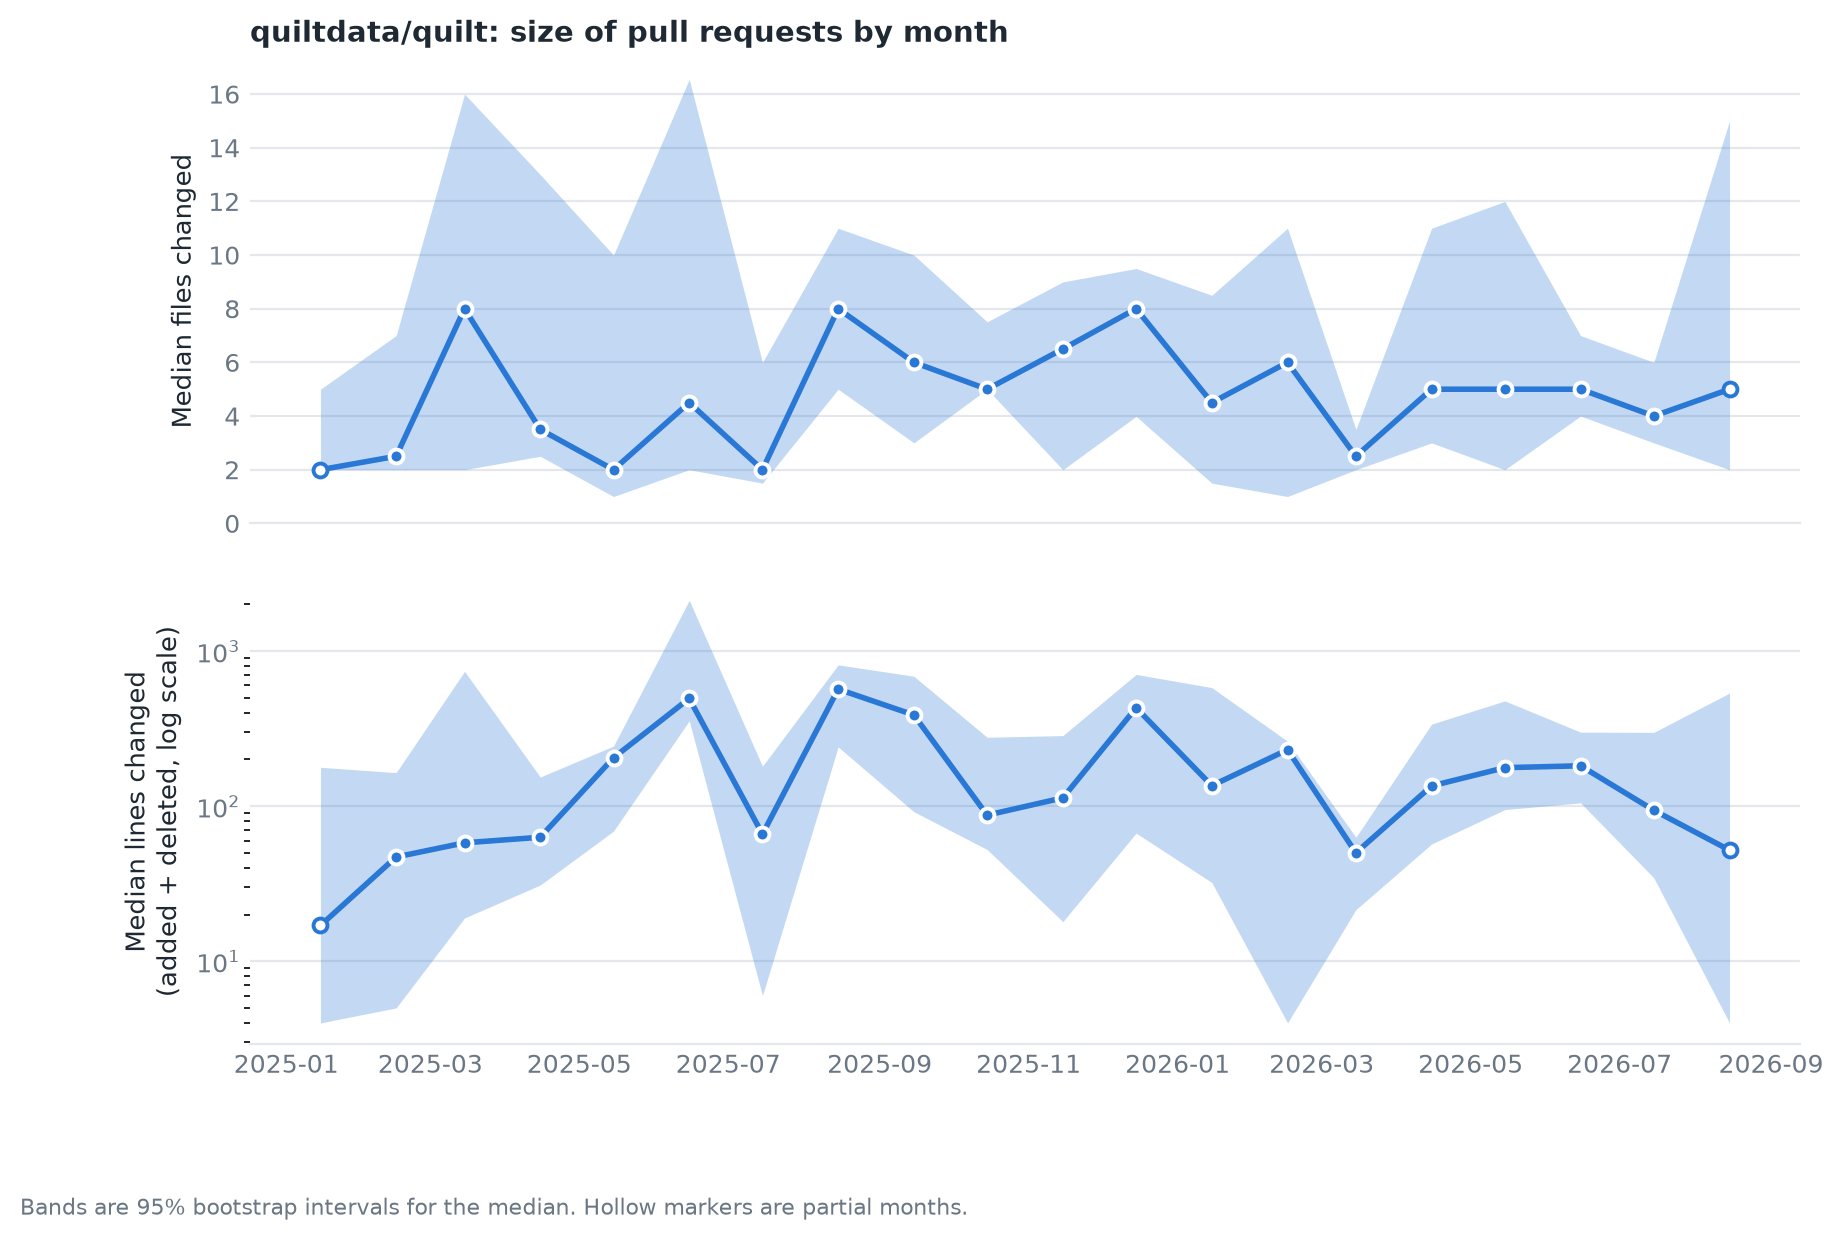 quiltdata/quilt: size of pull requests by month
Median files changed
16
14
12
10
8
6
4
2
0
Median lines changed
(added + deleted, log scale)
10³
10²
10¹
2025-01 2025-03 2025-05 2025-07 2025-09 2025-11 2026-01 2026-03 2026-05 2026-07 2026-09
Bands are 95% bootstrap intervals for the median. Hollow markers are partial months.